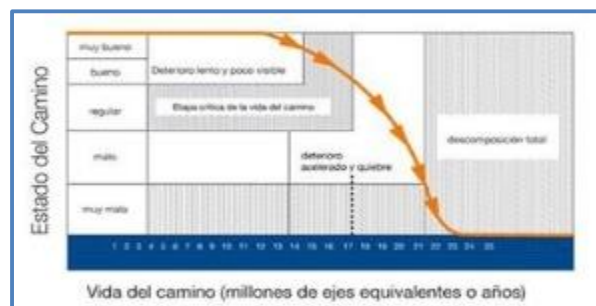 Estado del Camino
muy bueno
bueno
regular
malo
muy malo
Deterioro lento y poco visible
Etapa crítica de la vida del camino
deterioro
acelerado y quiebre
descomposición total
1 2 3 4 5 6 7 8 9 10 11 12 13 14 15 16 17 18 19 20 21 22 23 24 25
Vida del camino (millones de ejes equivalentes o años)